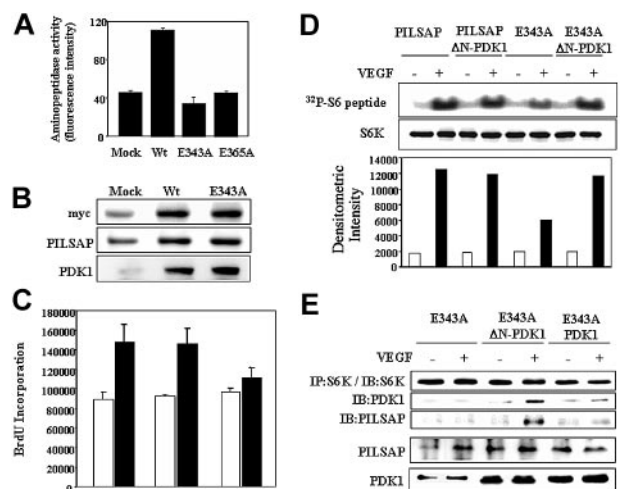 A
Aminopeptidase activity
(fluorescence intensity)
120
80
40
0
Mock Wt E343A E365A
B
Mock Wt E343A
myc
PILSAP
PDK1
C
BrdU Incorporation
180000
160000
140000
120000
100000
80000
60000
40000
20000
0
D
PILSAP PILSAP ΔN-PDK1 E343A E343A ΔN-PDK1
VEGF - + - + - + - +
32P-S6 peptide
S6K
Densitometric
Intensity
14000
12000
10000
8000
6000
4000
2000
0
E
E343A E343A ΔN-PDK1 E343A PDK1
VEGF - + - + - +
IP:S6K / IB:S6K
IB:PDK1
IB:PILSAP
PILSAP
PDK1